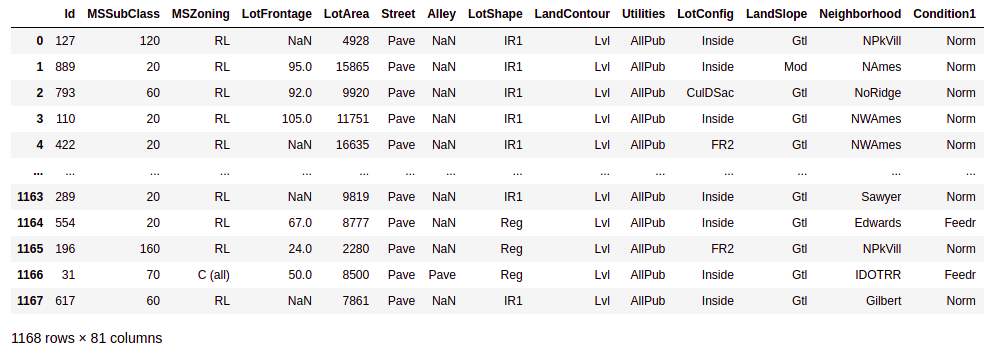 Id MSSubClass MSZoning LotFrontage LotArea Street Alley LotShape LandContour Utilities LotConfig LandSlope Neighborhood Condition1
0 127 120 RL NaN 4928 Pave NaN IR1 Lvl AllPub Inside Gtl NPkVill Norm
1 889 20 RL 95.0 15865 Pave NaN IR1 Lvl AllPub Inside Mod NAmes Norm
2 793 60 RL 92.0 9920 Pave NaN IR1 Lvl AllPub CulDSac Gtl NoRidge Norm
3 110 20 RL 105.0 11751 Pave NaN IR1 Lvl AllPub Inside Gtl NWAmes Norm
4 422 20 RL NaN 16635 Pave NaN IR1 Lvl AllPub FR2 Gtl NWAmes Norm
... ... ... ... ... ... ... ... ... ... ... ... ... ... ...
1163 289 20 RL NaN 9819 Pave NaN IR1 Lvl AllPub Inside Gtl Sawyer Norm
1164 554 20 RL 67.0 8777 Pave NaN Reg Lvl AllPub Inside Gtl Edwards Feedr
1165 196 160 RL 24.0 2280 Pave NaN Reg Lvl AllPub FR2 Gtl NPkVill Norm
1166 31 70 C (all) 50.0 8500 Pave Pave Reg Lvl AllPub Inside Gtl IDOTRR Feedr
1167 617 60 RL NaN 7861 Pave NaN IR1 Lvl AllPub Inside Gtl Gilbert Norm
1168 rows × 81 columns